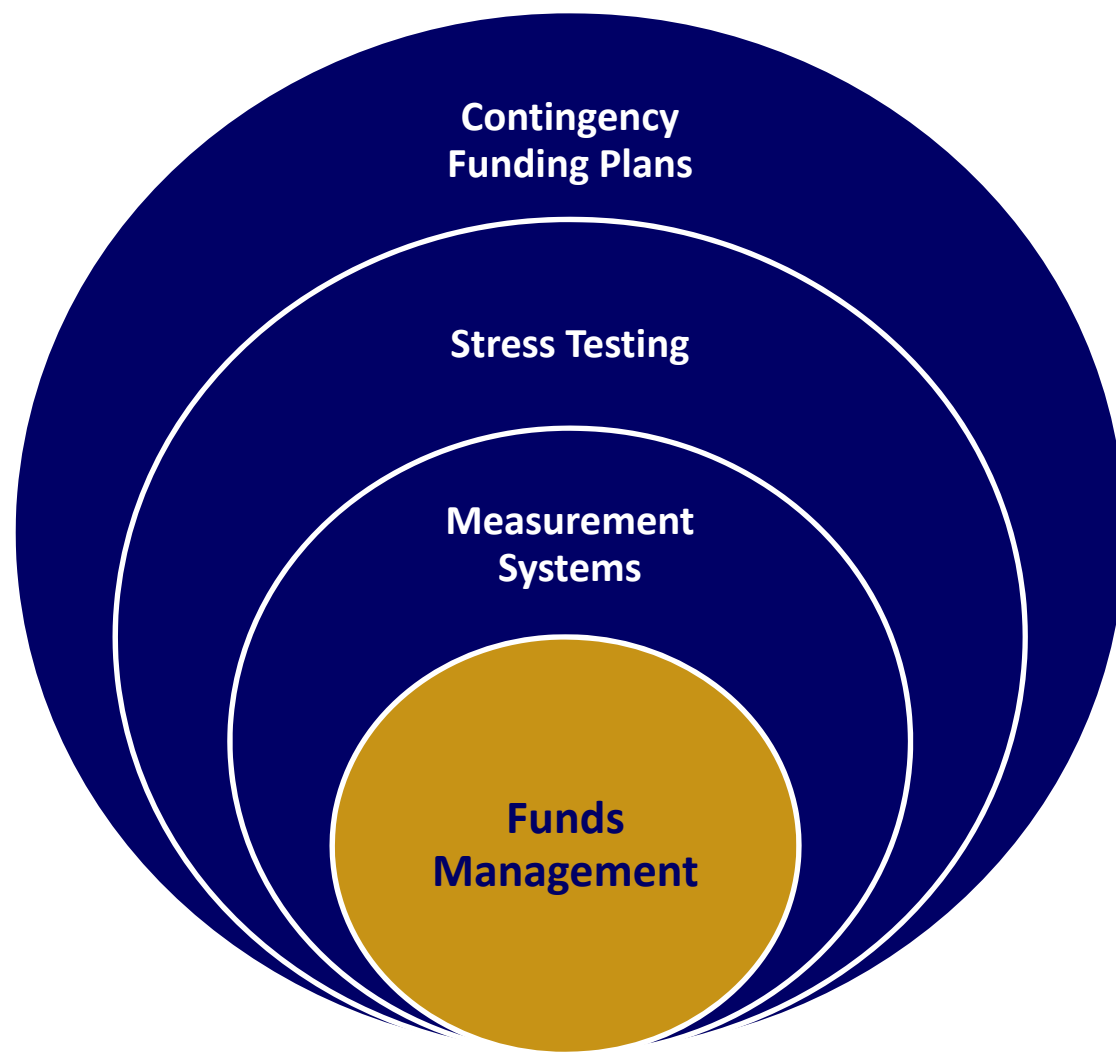 Contingency
Funding Plans
Stress Testing
Measurement
Systems
Funds
Management